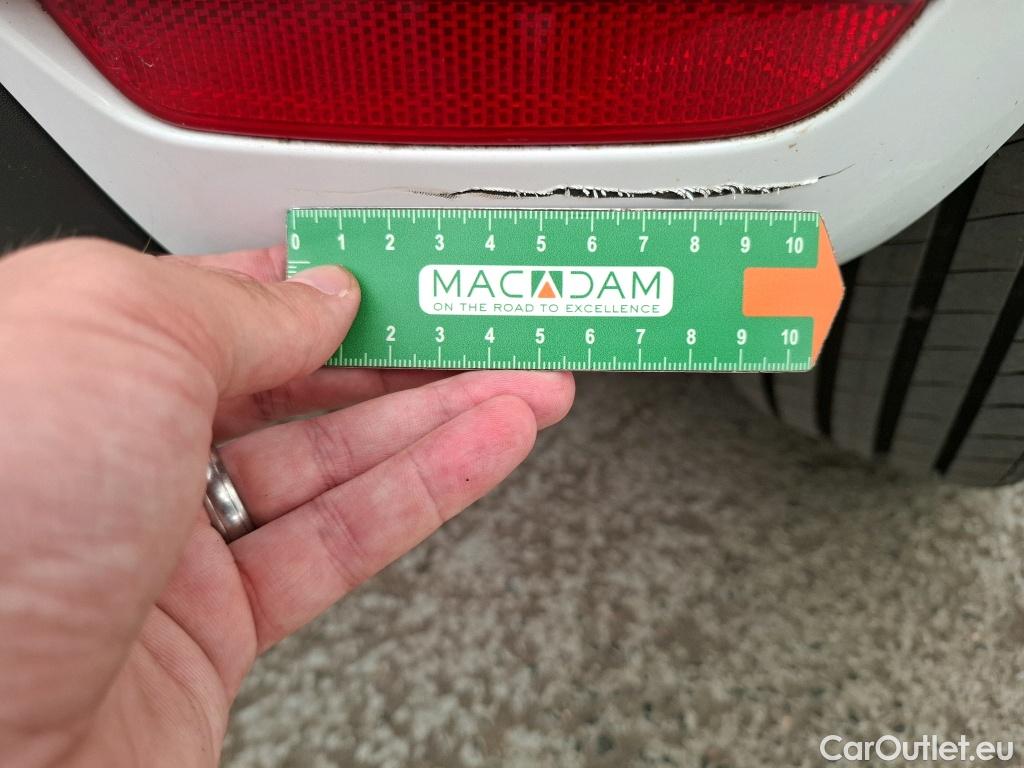 0 1 2 3 4 5 6 7 8 9 10
MACADAM
ON THE ROAD TO EXCELLENCE
2 3 4 5 6 7 8 9 10
CarOutlet.eu